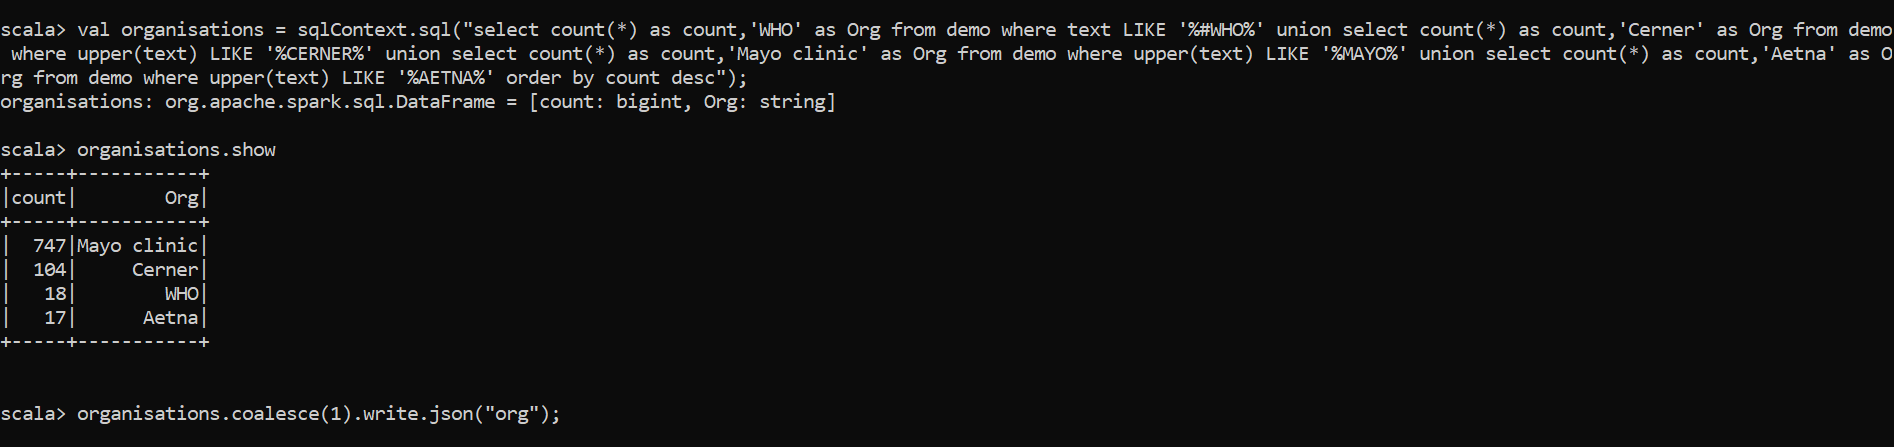 scala> val organisations = sqlContext.sql("select count(*) as count,'WHO' as Org from demo where text LIKE '%#WHO%' union select count(*) as count,'Cerner' as Org from demo
 where upper(text) LIKE '%CERNER%' union select count(*) as count,'Mayo clinic' as Org from demo where upper(text) LIKE '%MAYO%' union select count(*) as count,'Aetna' as O
rg from demo where upper(text) LIKE '%AETNA%' order by count desc");
organisations: org.apache.spark.sql.DataFrame = [count: bigint, Org: string]
scala> organisations.show
+-----+-----------+
|count|        Org|
+-----+-----------+
|  747|Mayo clinic|
|  104|     Cerner|
|   18|        WHO|
|   17|      Aetna|
+-----+-----------+
scala> organisations.coalesce(1).write.json("org");